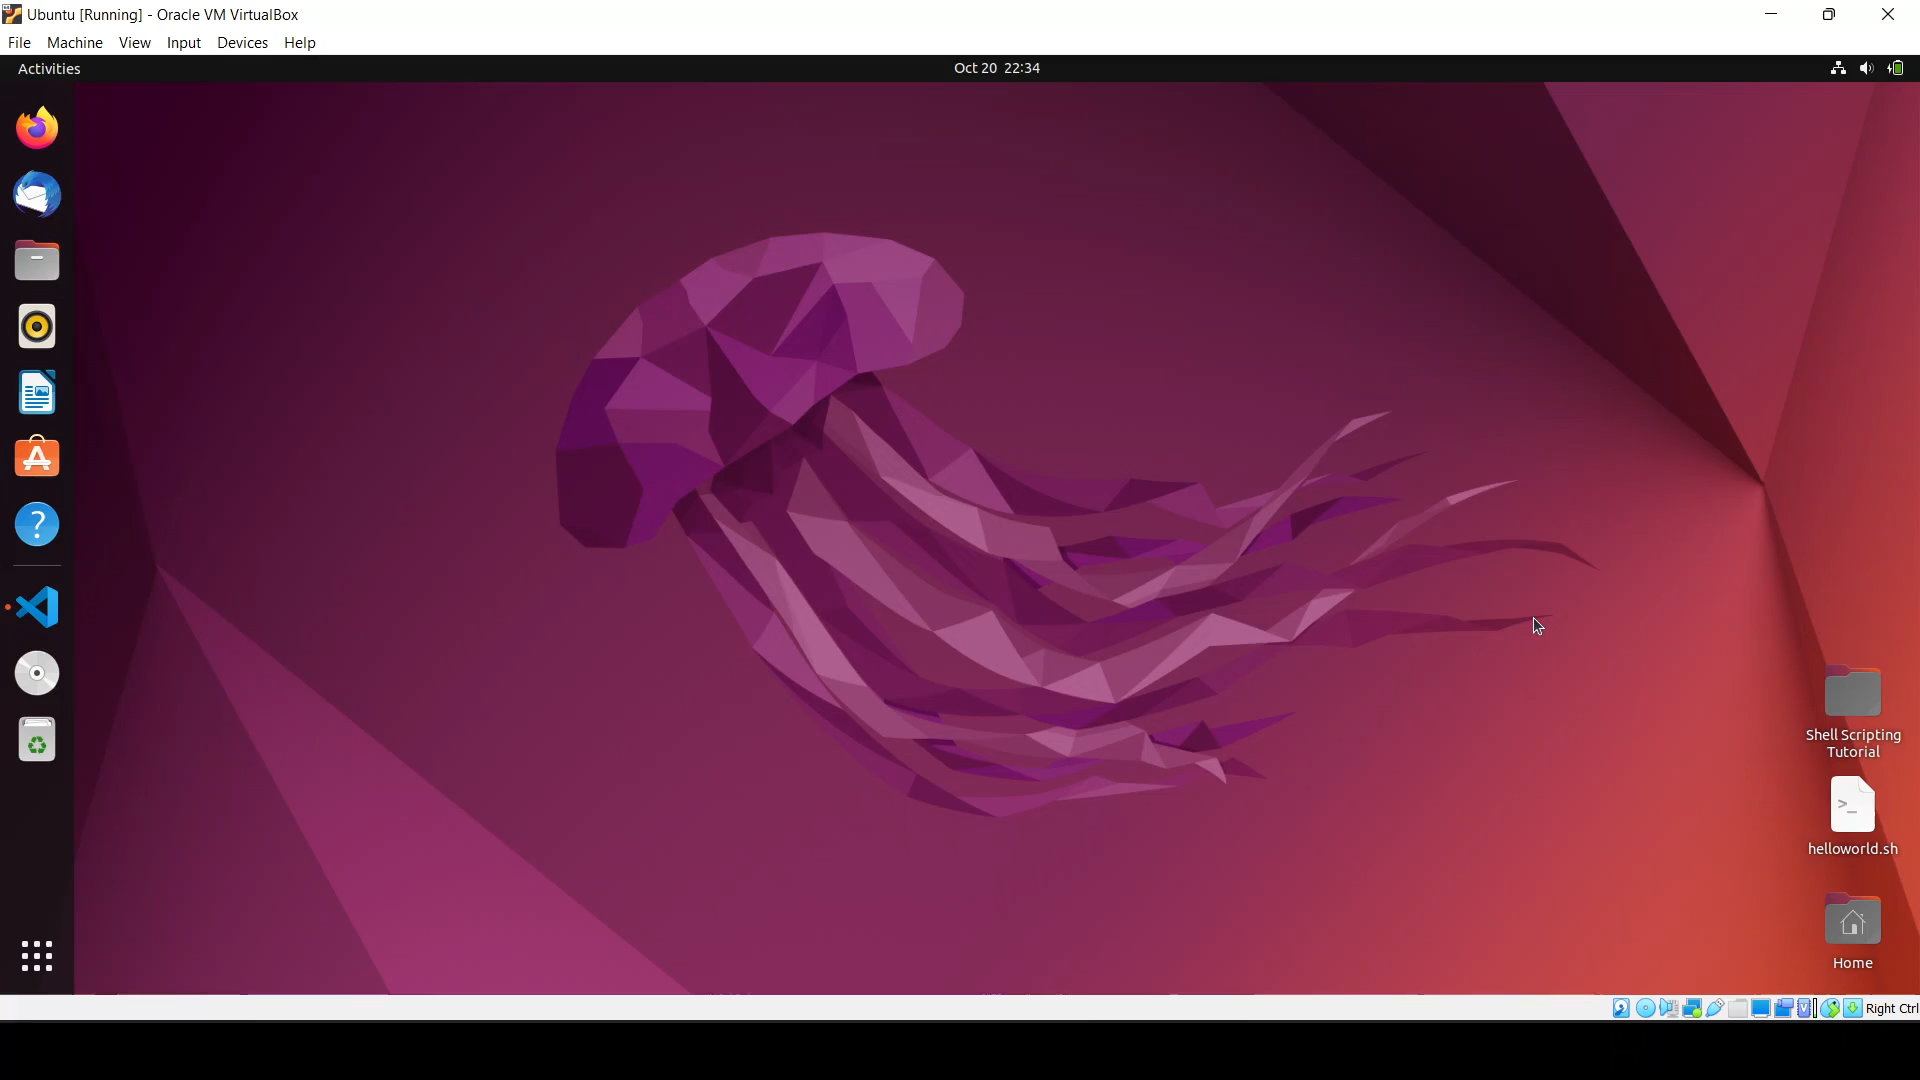 Ubuntu [Running] - Oracle VM VirtualBox
File Machine View Input Devices Help
Activities
Oct 20 22:34
Shell Scripting
Tutorial
>_
helloworld.sh
Home
Right Ctrl